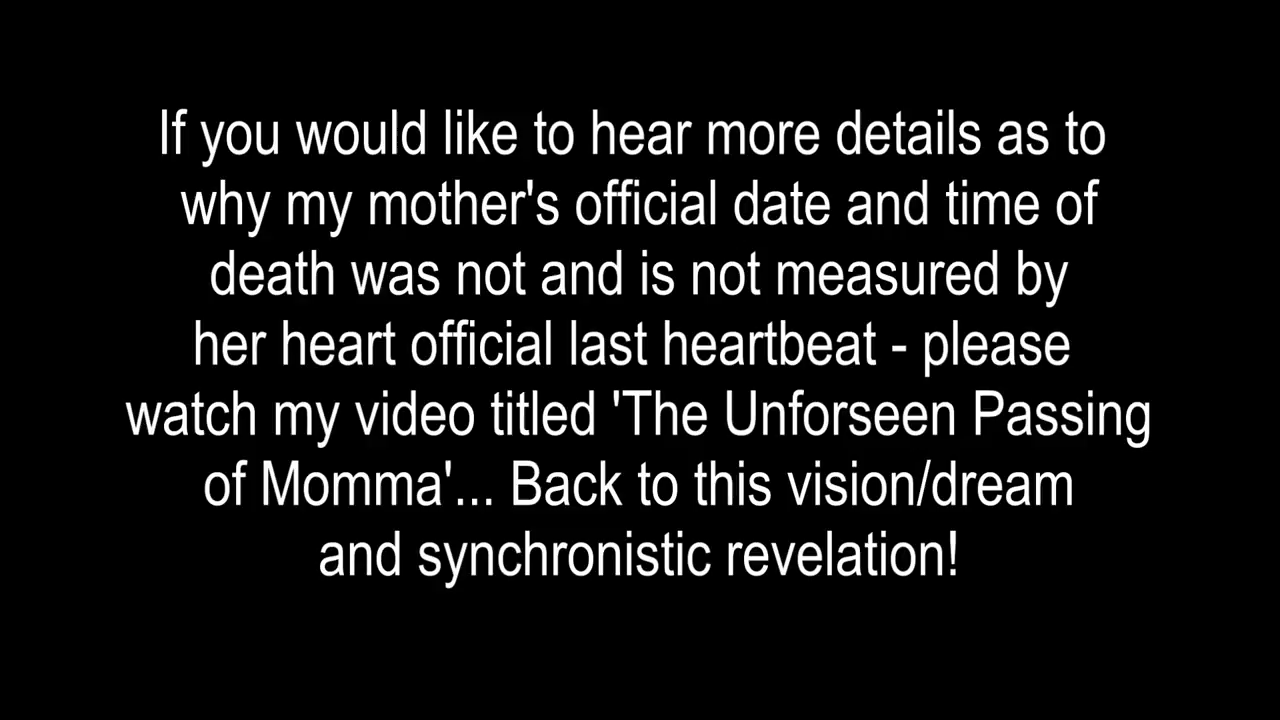 If you would like to hear more details as to
why my mother's official date and time of
death was not and is not measured by
her heart official last heartbeat - please
watch my video titled 'The Unforseen Passing
of Momma'... Back to this vision/dream
and synchronistic revelation!